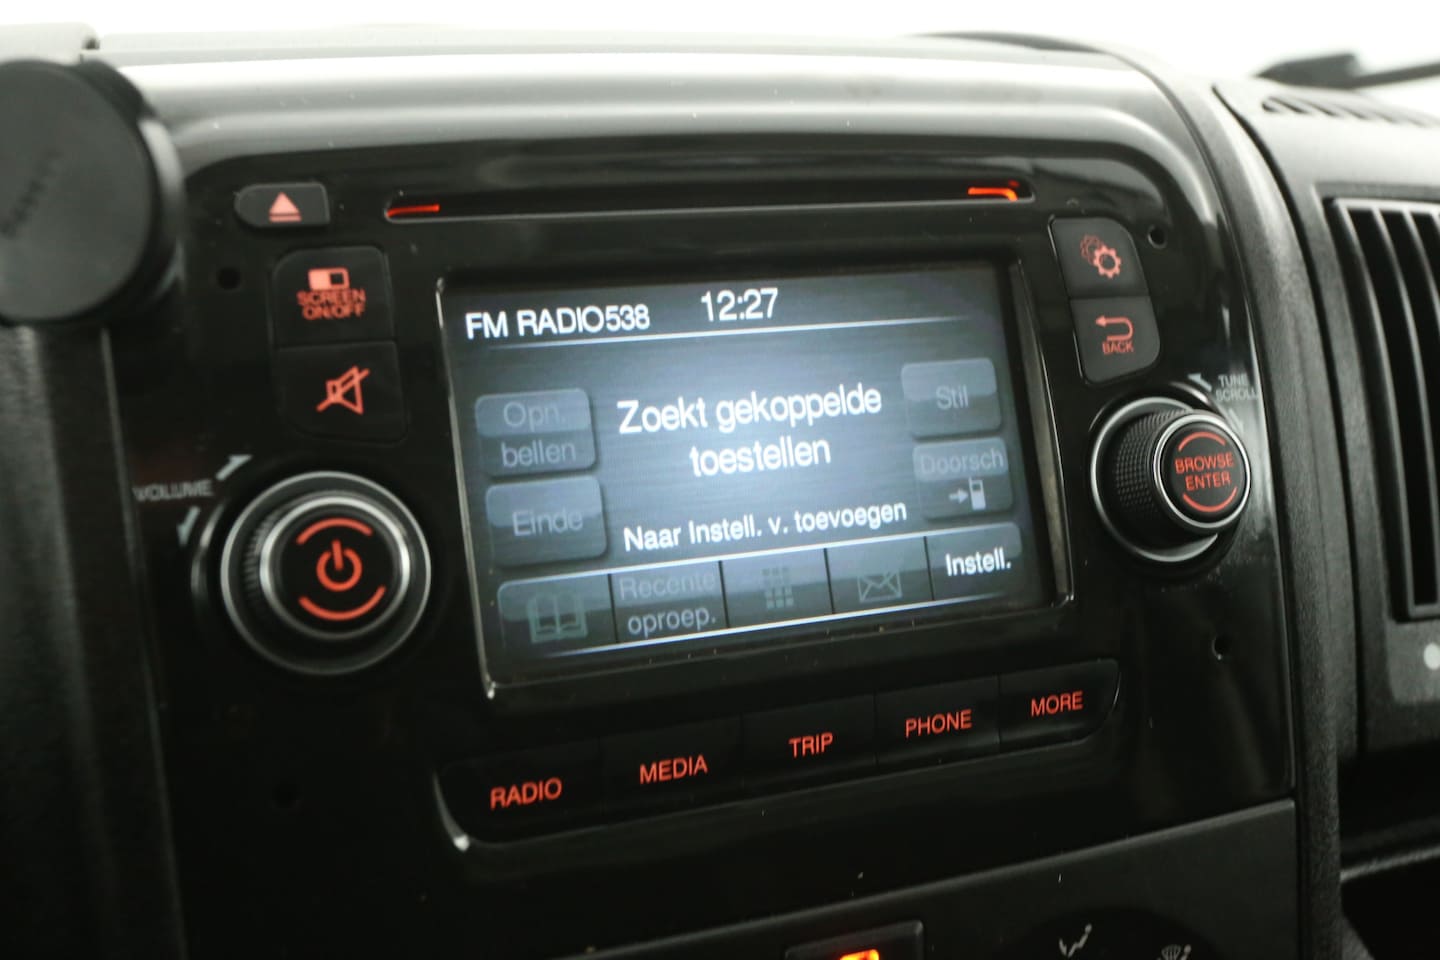 SCREEN
ON/OFF
VOLUME
FM RADIO538 12:27
Opn.
bellen
Zoekt gekoppelde
toestellen
Stil
Doorsch
Einde
Naar Instell. v. toevoegen
Recente
oproep.
Instell.
BACK
TUNE
SCROLL
BROWSE
ENTER
RADIO
MEDIA
TRIP
PHONE
MORE